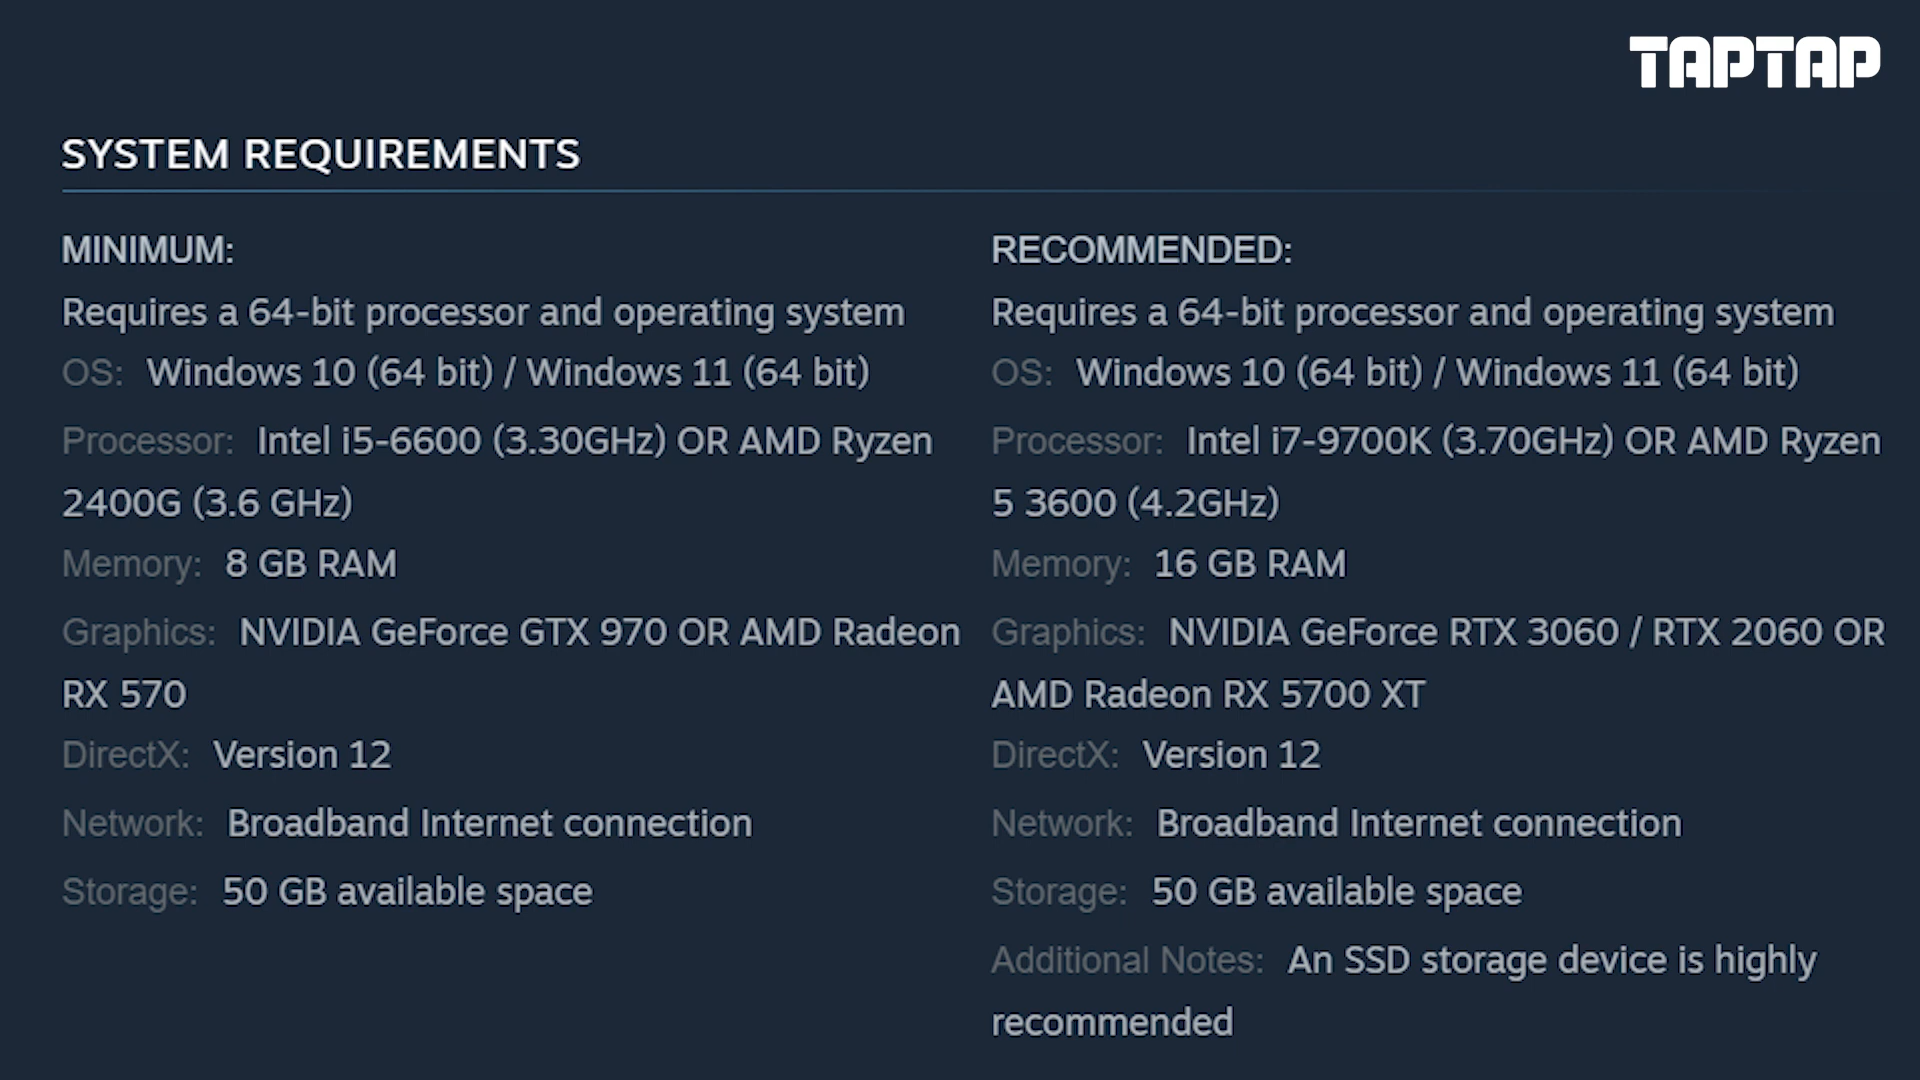 TAPTAP
SYSTEM REQUIREMENTS
MINIMUM:
Requires a 64-bit processor and operating system
OS: Windows 10 (64 bit) / Windows 11 (64 bit)
Processor: Intel i5-6600 (3.30GHz) OR AMD Ryzen
2400G (3.6 GHz)
Memory: 8 GB RAM
Graphics: NVIDIA GeForce GTX 970 OR AMD Radeon
RX 570
DirectX: Version 12
Network: Broadband Internet connection
Storage: 50 GB available space
RECOMMENDED:
Requires a 64-bit processor and operating system
OS: Windows 10 (64 bit) / Windows 11 (64 bit)
Processor: Intel i7-9700K (3.70GHz) OR AMD Ryzen
5 3600 (4.2GHz)
Memory: 16 GB RAM
Graphics: NVIDIA GeForce RTX 3060 / RTX 2060 OR
AMD Radeon RX 5700 XT
DirectX: Version 12
Network: Broadband Internet connection
Storage: 50 GB available space
Additional Notes: An SSD storage device is highly
recommended